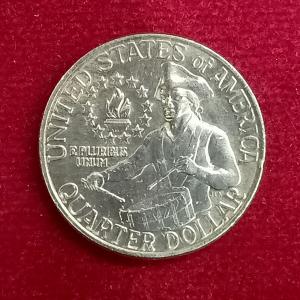 UNITED STATES OF AMERICA
E PLURIBUS
UNUM
QUARTER DOLLAR